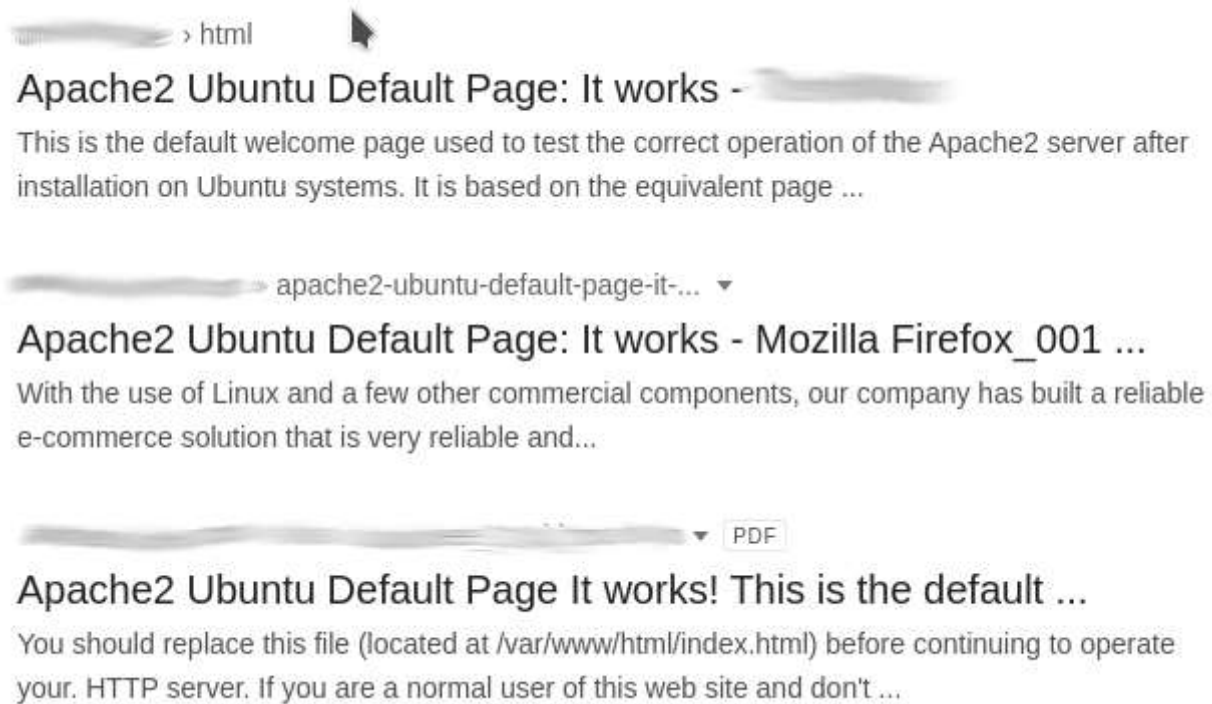 › html
Apache2 Ubuntu Default Page: It works -
This is the default welcome page used to test the correct operation of the Apache2 server after
installation on Ubuntu systems. It is based on the equivalent page ...
apache2-ubuntu-default-page-it-...
Apache2 Ubuntu Default Page: It works - Mozilla Firefox_001 ...
With the use of Linux and a few other commercial components, our company has built a reliable
e-commerce solution that is very reliable and...
PDF
Apache2 Ubuntu Default Page It works! This is the default ...
You should replace this file (located at /var/www/html/index.html) before continuing to operate
your. HTTP server. If you are a normal user of this web site and don't ...